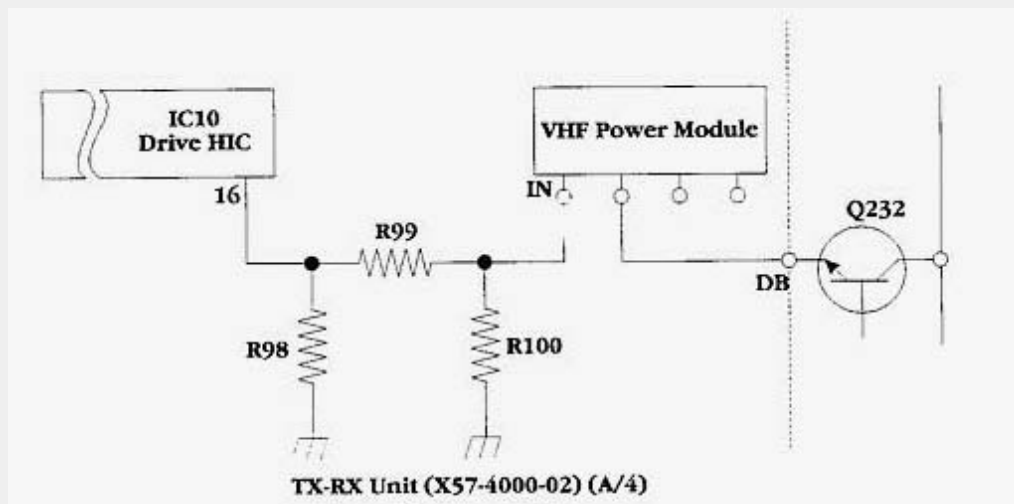 IC10
Drive HIC
VHF Power Module
16
IN
Q232
R99
DB
R98
R100
TX-RX Unit (X57-4000-02) (A/4)